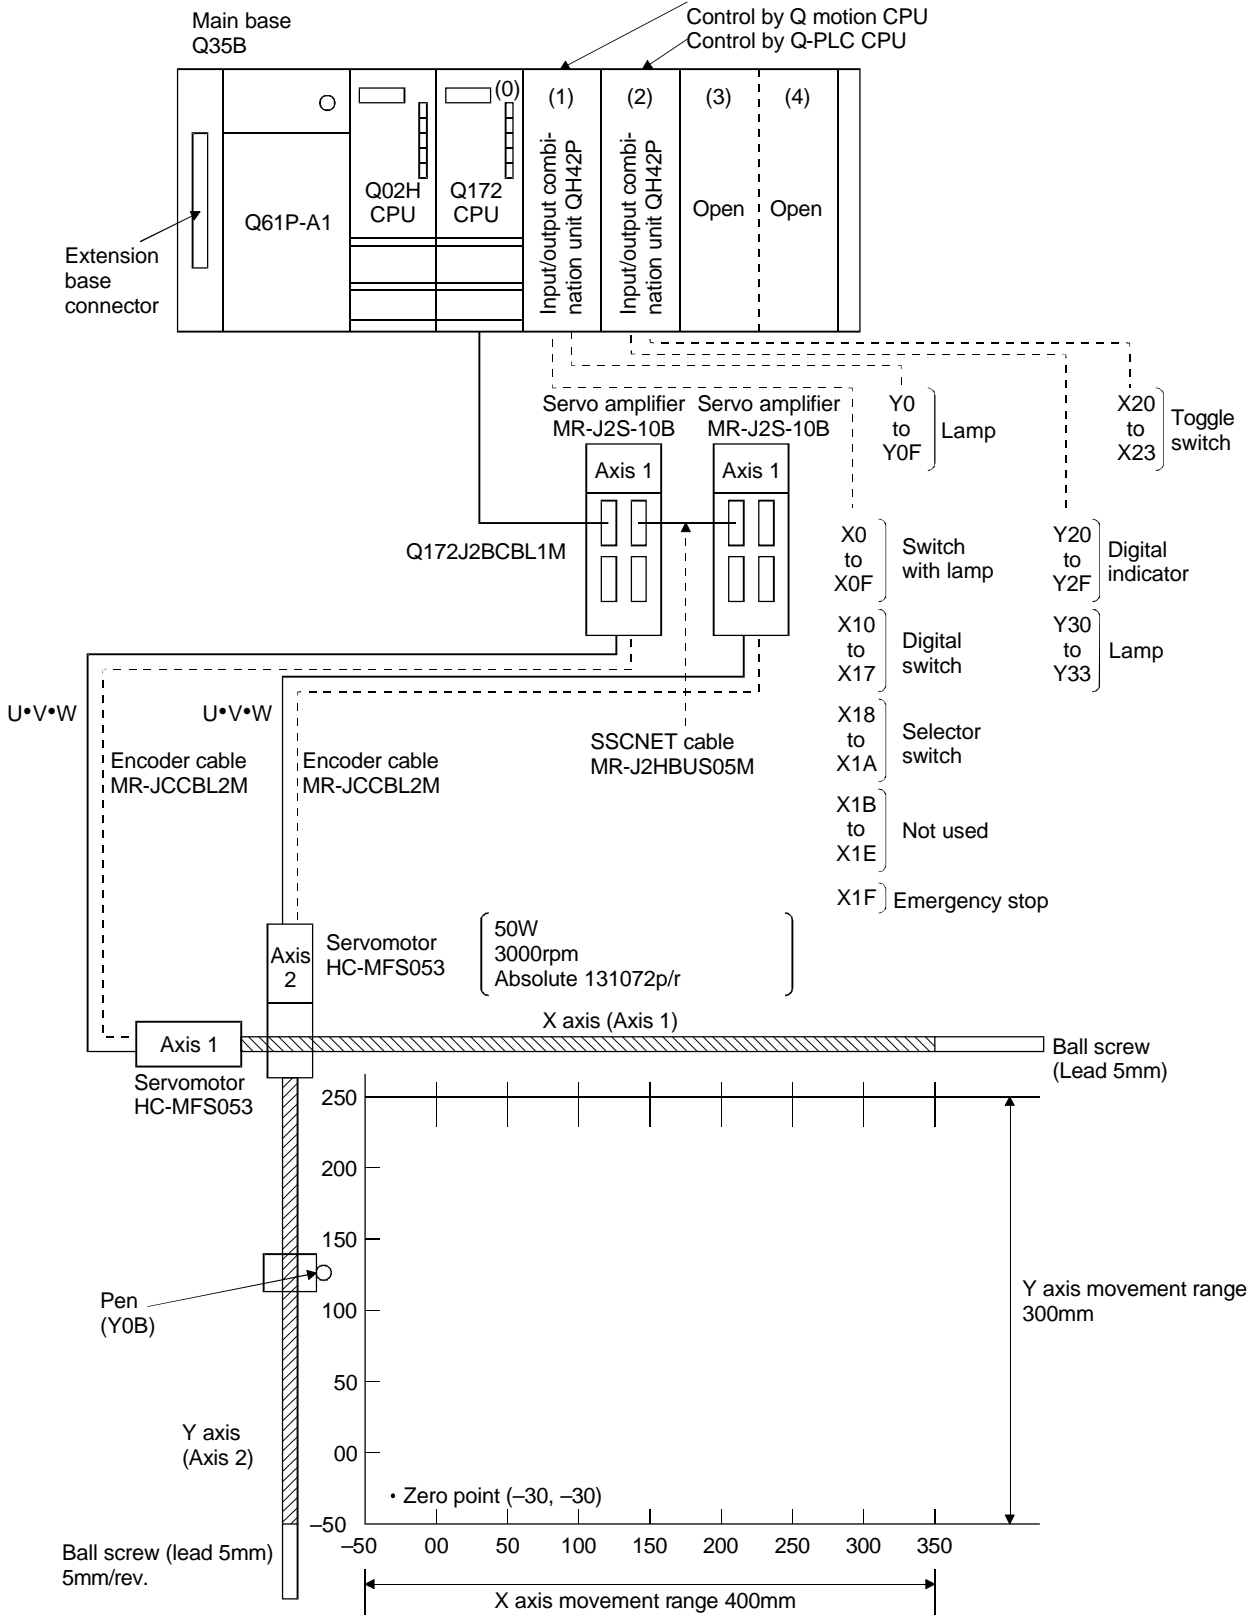 Main base
Q35B
Control by Q motion CPU
Control by Q-PLC CPU
(0)
(1)
(2)
(3)
(4)
Q61P-A1
Q02H
CPU
Q172
CPU
Input/output combi-
nation unit QH42P
Input/output combi-
nation unit QH42P
Open
Open
Extension
base
connector
Servo amplifier
MR-J2S-10B
Servo amplifier
MR-J2S-10B
Axis 1
Axis 1
Q172J2BCBL1M
Y0
to
Y0F
Lamp
X20
to
X23
Toggle
switch
X0
to
X0F
Switch
with lamp
Y20
to
Y2F
Digital
indicator
X10
to
X17
Digital
switch
Y30
to
Y33
Lamp
X18
to
X1A
Selector
switch
X1B
to
X1E
Not used
X1F
Emergency stop
U•V•W
U•V•W
Encoder cable
MR-JCCBL2M
Encoder cable
MR-JCCBL2M
SSCNET cable
MR-J2HBUS05M
Axis
2
Servomotor
HC-MFS053
50W
3000rpm
Absolute 131072p/r
X axis (Axis 1)
Axis 1
Servomotor
HC-MFS053
Ball screw
(Lead 5mm)
250
200
150
100
50
00
–50
Pen
(Y0B)
Y axis movement range
300mm
Y axis
(Axis 2)
• Zero point (–30, –30)
–50 00 50 100 150 200 250 300 350
Ball screw (lead 5mm)
5mm/rev.
X axis movement range 400mm